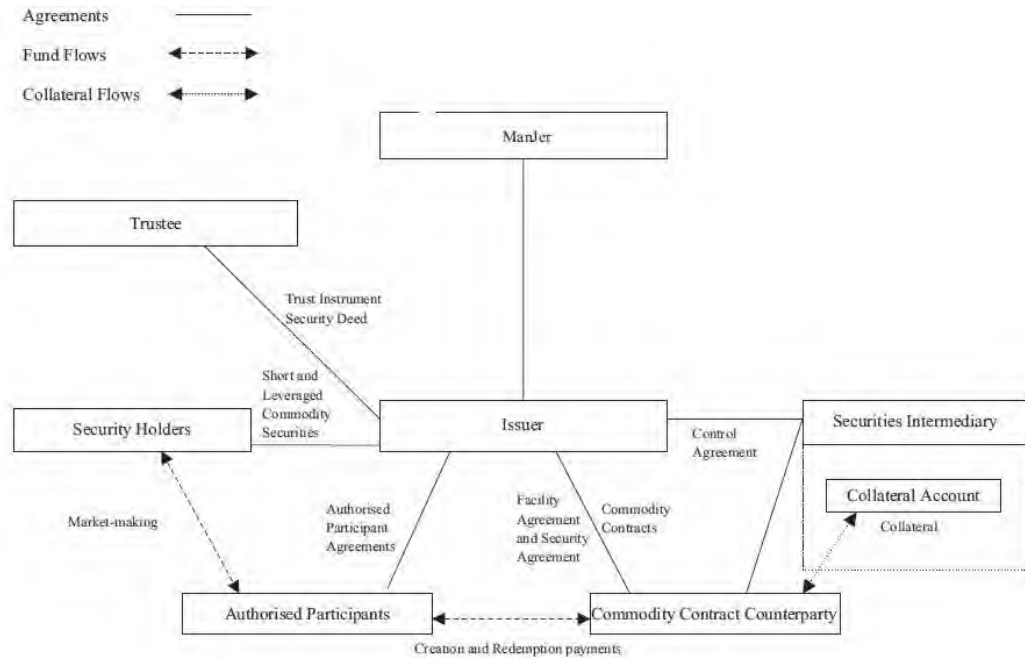 Agreements
Fund Flows
Collateral Flows
ManJer
Trustee
Trust Instrument
Security Deed
Short and
Leveraged
Commodity
Securities
Security Holders
Issuer
Control
Agreement
Securities Intermediary
Collateral Account
Collateral
Market-making
Authorised
Participant
Agreements
Facility
Agreement
and Security
Agreement
Commodity
Contracts
Authorised Participants
Commodity Contract Counterparty
Creation and Redemption payments